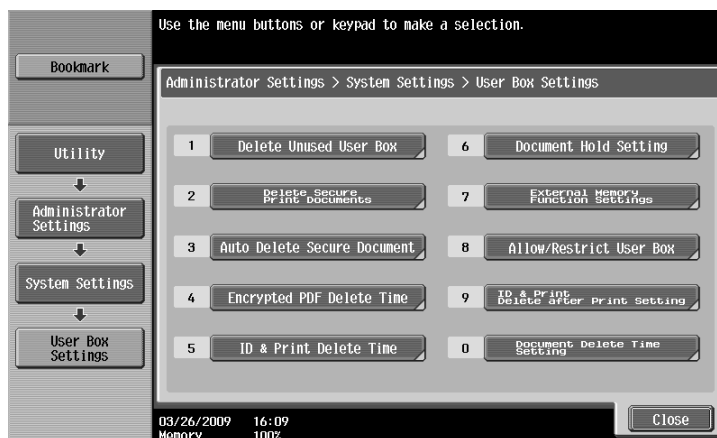 Use the menu buttons or keypad to make a selection.
Bookmark
Administrator Settings > System Settings > User Box Settings
Utility
Administrator
Settings
System Settings
User Box
Settings
1 Delete Unused User Box
2 Delete Secure
Print Documents
3 Auto Delete Secure Document
4 Encrypted PDF Delete Time
5 ID & Print Delete Time
6 Document Hold Setting
7 External Memory
Function Settings
8 Allow/Restrict User Box
9 ID & Print
Delete after Print Setting
0 Document Delete Time
Setting
03/26/2009 16:09
Memory 100%
Close